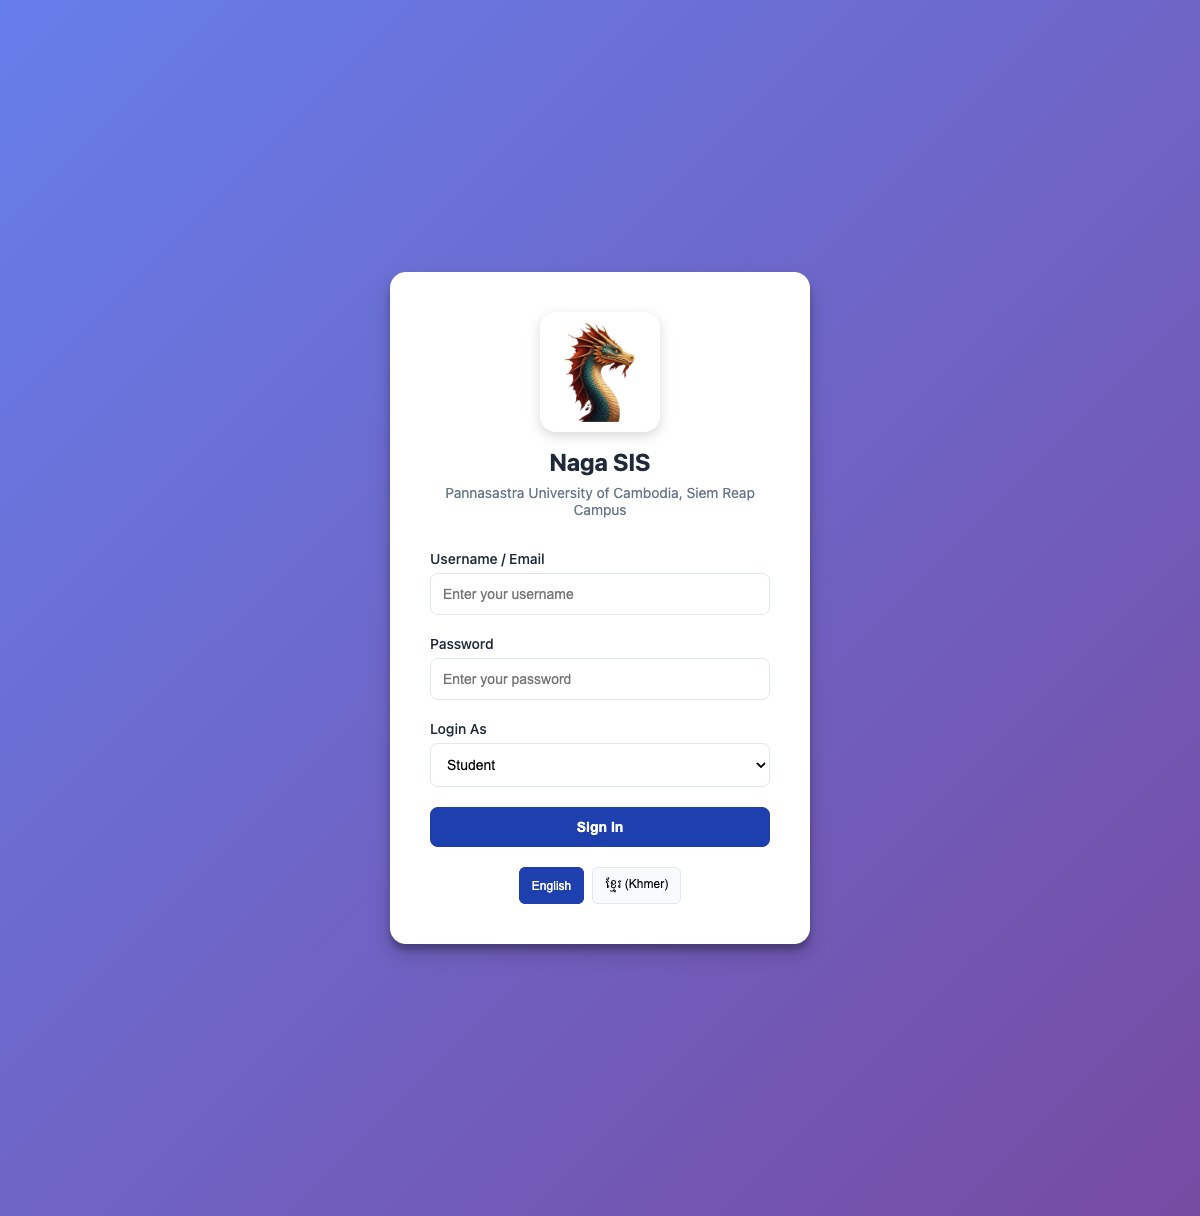 Naga SIS
Pannasastra University of Cambodia, Siem Reap
Campus
Username / Email
Enter your username
Password
Enter your password
Login As
Student
Sign In
English
ខ្មែរ (Khmer)